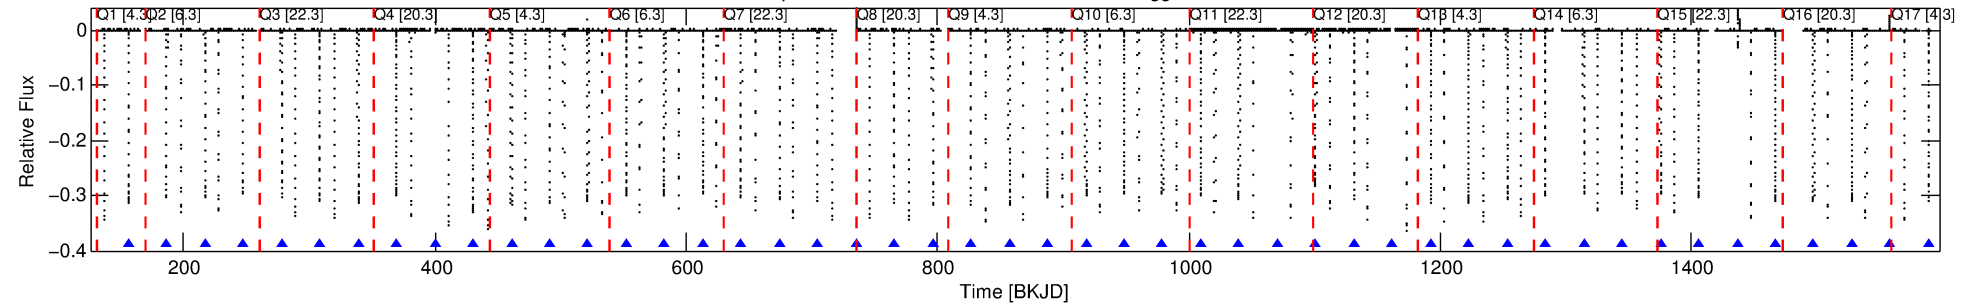 Q1 [4.3] Q2 [6.3] Q3 [22.3] Q4 [20.3] Q5 [4.3] Q6 [6.3] Q7 [22.3] Q8 [20.3] Q9 [4.3] Q10 [6.3] Q11 [22.3] Q12 [20.3] Q13 [4.3] Q14 [6.3] Q15 [22.3] Q16 [20.3] Q17 [4.3]
0
−0.1
−0.2
−0.3
−0.4
Relative Flux
200 400 600 800 1000 1200 1400
Time [BKJD]